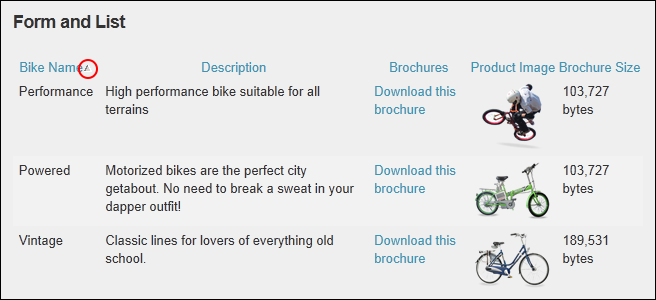 Form and List
Bike Name Description Brochures Product Image Brochure Size
Performance High performance bike suitable for all Download this 103,727
terrains brochure bytes
Powered Motorized bikes are the perfect city Download this 103,727
getabout. No need to break a sweat in your brochure bytes
dapper outfit!
Vintage Classic lines for lovers of everything old Download this 189,531
school. brochure bytes